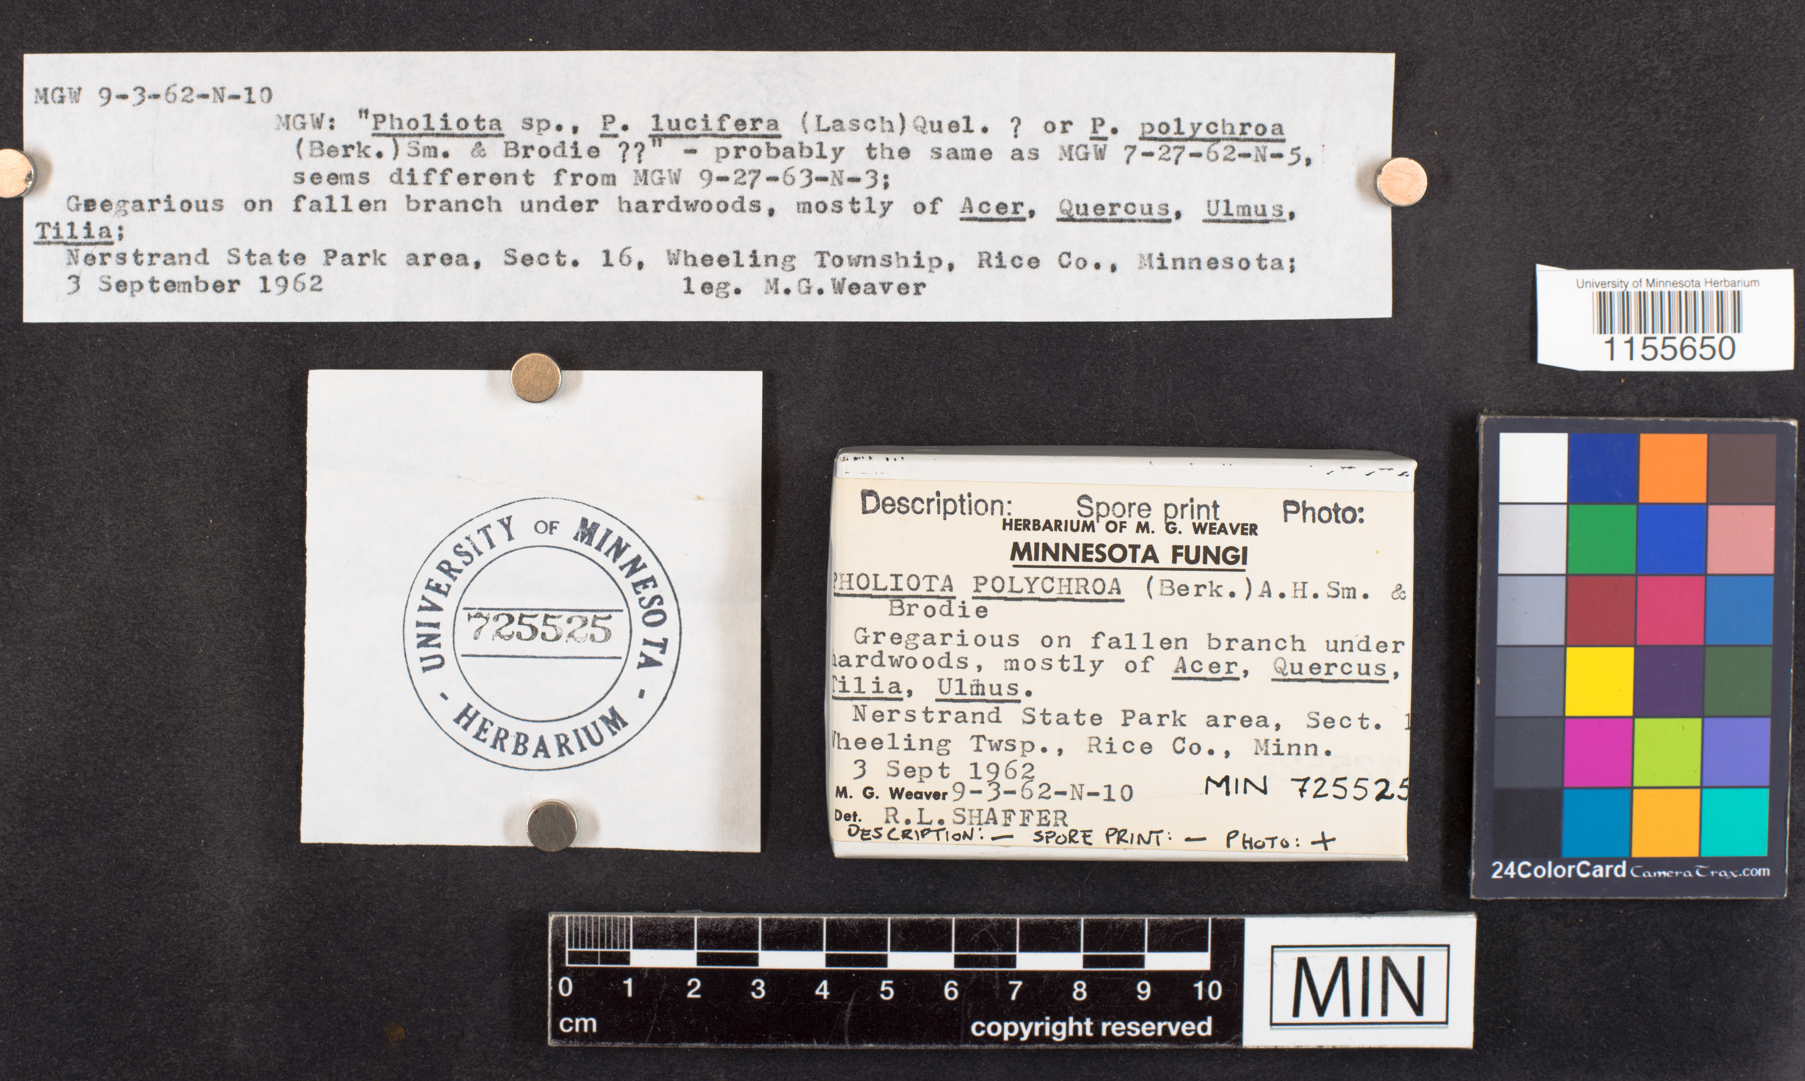 MGW 9-3-62-N-10
MGW: "Pholiota sp., P. lucifera (Lasch)Quel. ? or P. polychroa
(Berk.)Sm. & Brodie ??" - probably the same as MGW 7-27-62-N-5,
seems different from MGW 9-27-63-N-3;
Greegarious on fallen branch under hardwoods, mostly of Acer, Quercus, Ulmus,
Tilia;
Nerstrand State Park area, Sect. 16, Wheeling Township, Rice Co., Minnesota;
3 September 1962 leg. M.G.Weaver
University of Minnesota Herbarium
1155650
UNIVERSITY OF MINNESOTA
725525
- HERBARIUM -
Description: Spore print Photo:
HERBARIUM OF M. G. WEAVER
MINNESOTA FUNGI
PHOLIOTA POLYCHROA (Berk.)A.H.Sm. &
Brodie
Gregarious on fallen branch under
hardwoods, mostly of Acer, Quercus,
Tilia, Ulmus.
Nerstrand State Park area, Sect. 1
Wheeling Twsp., Rice Co., Minn.
3 Sept 1962
M. G. Weaver 9-3-62-N-10 MIN 725525
Det. R.L.SHAFFER
DESCRIPTION: - SPORE PRINT: - PHOTO: +
24ColorCard CameraTrax.com
0 1 2 3 4 5 6 7 8 9 10
cm copyright reserved
MIN